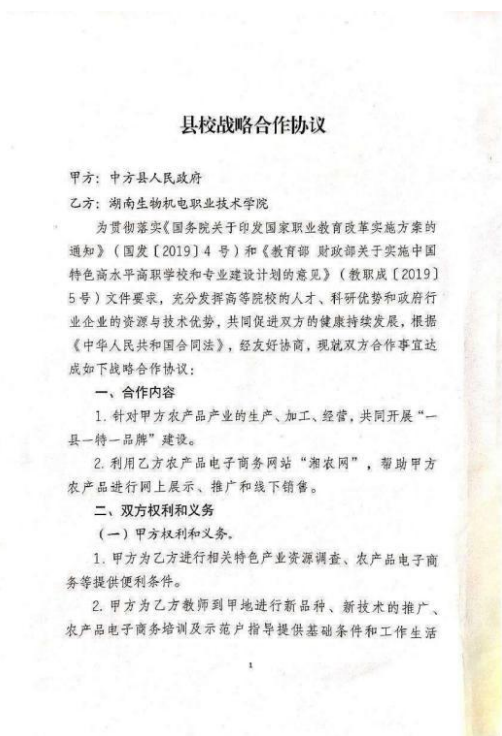 县校战略合作协议
甲方：中方县人民政府
乙方：湖南生物机电职业技术学院
为贯彻落实《国务院关于印发国家职业教育改革实施方案的
通知》（国发〔2019〕4 号）和《教育部 财政部关于实施中国
特色高水平高职学校和专业建设计划的意见》（教职成〔2019〕
5号）文件要求，充分发挥高等院校的人才、科研优势和政府行
业企业的资源与技术优势，共同促进双方的健康持续发展，根据
《中华人民共和国合同法》，经友好协商，现就双方合作事宜达
成如下战略合作协议：
一、合作内容
1. 针对甲方农产品产业的生产、加工、经营，共同开展“一
县一特一品牌”建设。
2. 利用乙方农产品电子商务网站“湘农网”，帮助甲方
农产品进行网上展示、推广和线下销售。
二、双方权利和义务
（一）甲方权利和义务。
1. 甲方为乙方进行相关特色产业资源调查、农产品电子商
务等提供便利条件。
2. 甲方为乙方教师到甲地进行新品种、新技术的推广、
农产品电子商务培训及示范户指导提供基础条件和工作生活
1